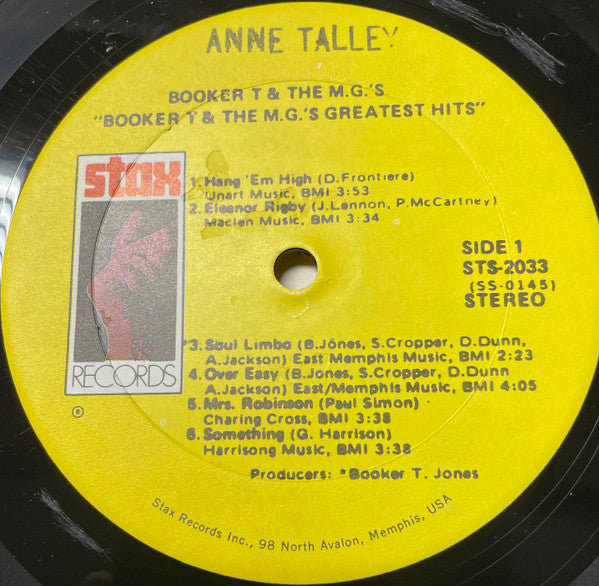 ANNE TALLEY
BOOKER T & THE M.G.'S
"BOOKER T & THE M.G.'S GREATEST HITS"
stax
RECORDS
®
1. Hang 'Em High (D. Frontiere)
Unart Music, BMI 3:53
2. Eleanor Rigby (J. Lennon, P. McCartney)
Maclen Music, BMI 3:34
SIDE 1
STS-2033
(SS-0145)
STEREO
*3. Soul Limbo (B. Jones, S. Cropper, D. Dunn,
A. Jackson) East Memphis Music, BMI 2:23
4. Over Easy (B. Jones, S. Cropper, D. Dunn
A. Jackson) East/Memphis Music, BMI 4:05
5. Mrs. Robinson (Paul Simon)
Charing Cross, BMI 3:38
6. Something (G. Harrison)
Harrisong Music, BMI 3:38
Producers: *Booker T. Jones
Stax Records Inc., 98 North Avalon, Memphis, USA